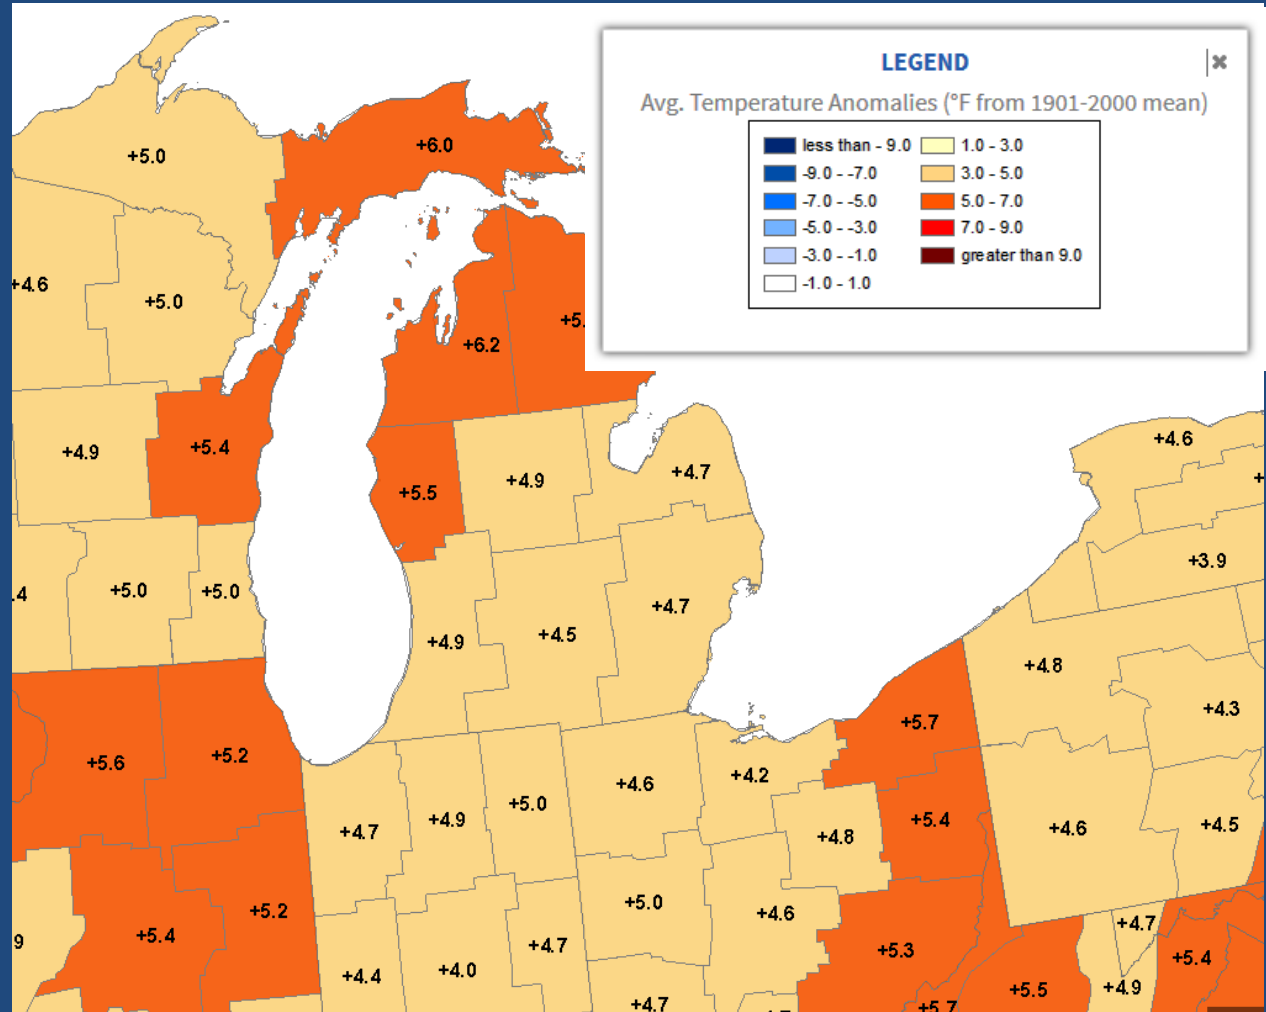 LEGEND
Avg. Temperature Anomalies (°F from 1901-2000 mean)
less than - 9.0 1.0 - 3.0
-9.0 - -7.0 3.0 - 5.0
-7.0 - -5.0 5.0 - 7.0
-5.0 - -3.0 7.0 - 9.0
-3.0 - -1.0 greater than 9.0
-1.0 - 1.0
+5.0 +6.0
+4.6 +5.0 +6.2 +5.
+4.9 +5.4 +5.5 +4.9 +4.7 +4.6
.4 +5.0 +5.0 +4.9 +4.5 +4.7 +3.9
+4.8
+5.6 +5.2 +4.6 +4.2 +5.7 +4.3
+4.7 +4.9 +5.0 +4.8 +5.4 +4.6 +4.5
9 +5.4 +5.2 +5.0 +4.6 +4.7
+4.4 +4.0 +4.7 +5.3 +5.4
+4.7 +5.7 +5.5 +4.9